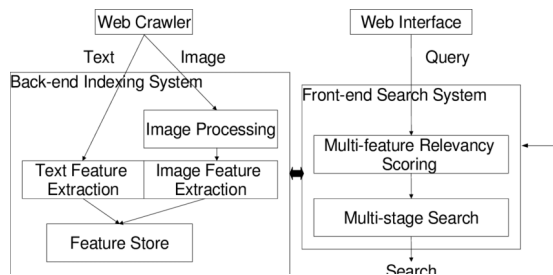 Web Crawler
Web Interface
Text
Image
Query
Back-end Indexing System
Front-end Search System
Image Processing
Multi-feature Relevancy
Scoring
Text Feature
Extraction
Image Feature
Extraction
Multi-stage Search
Feature Store
Search